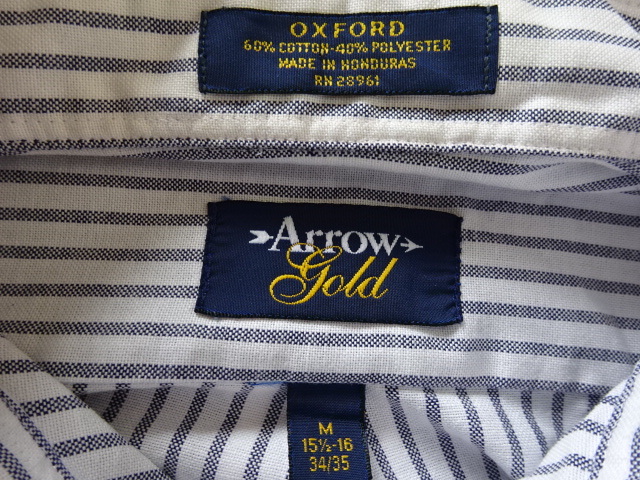 OXFORD
60% COTTON-40% POLYESTER
MADE IN HONDURAS
RN 28961
Arrow
Gold
M
15½-16
34/35